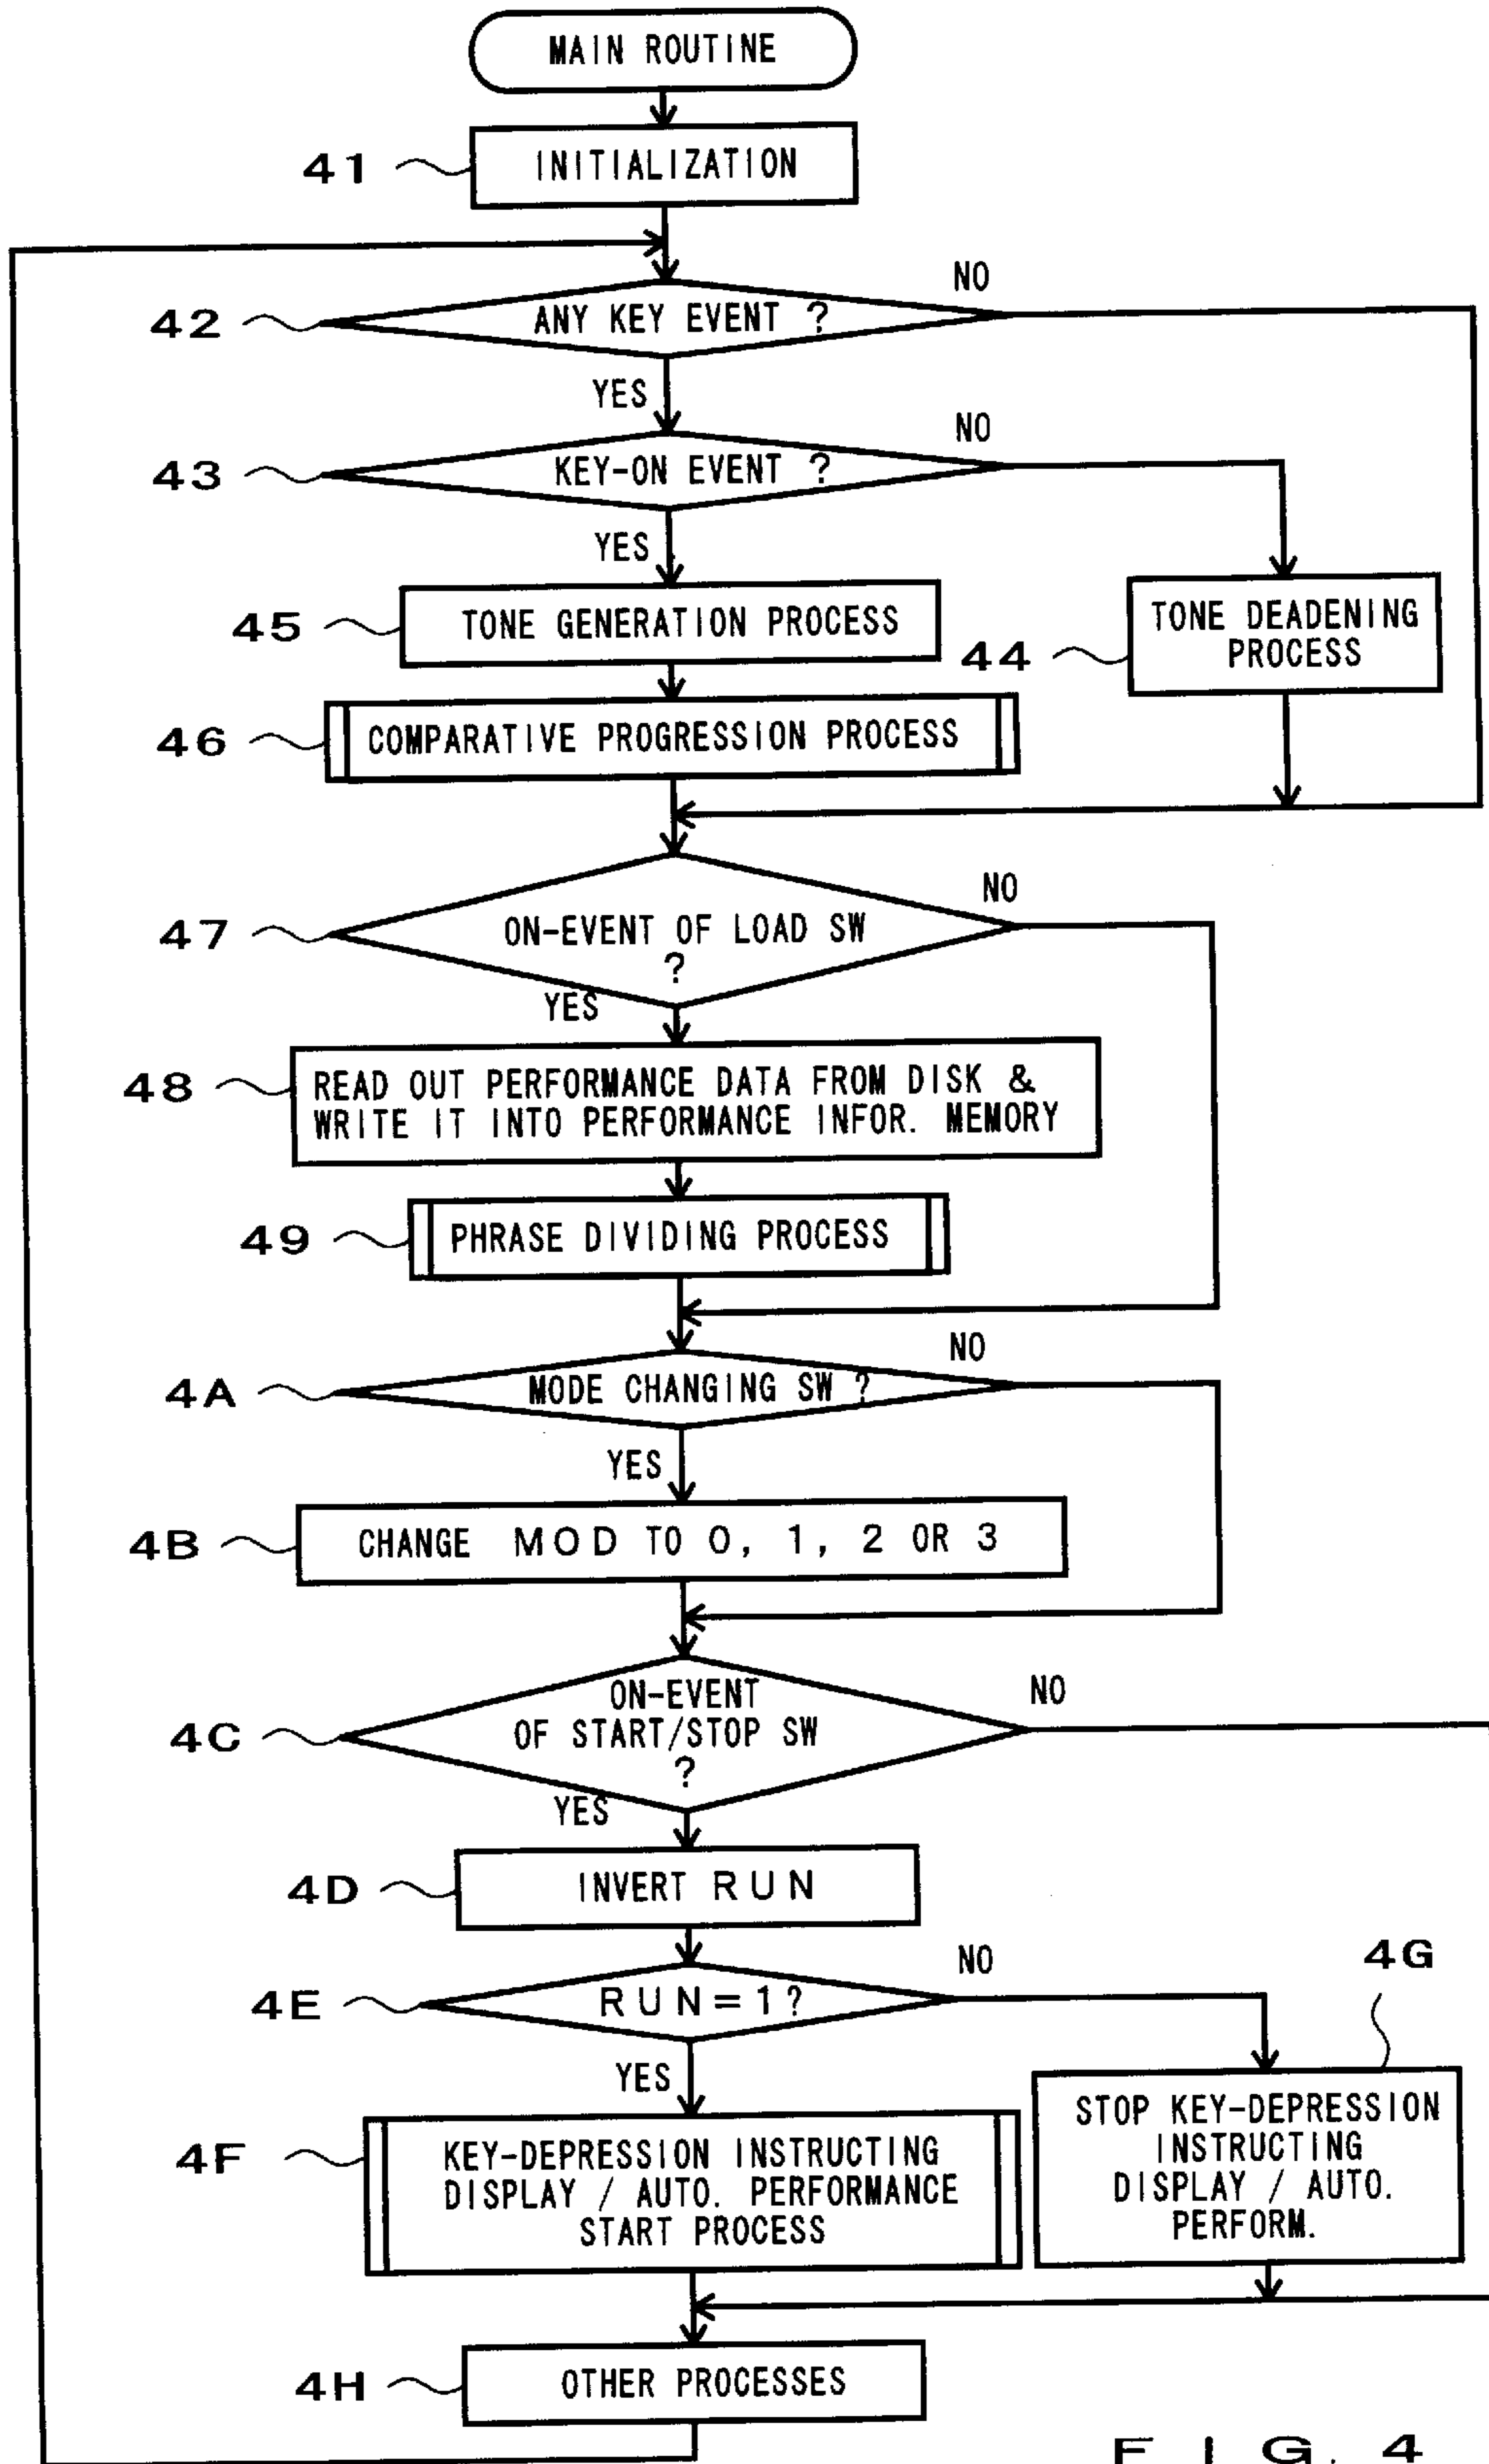 MAIN ROUTINE
41
INITIALIZATION
42
ANY KEY EVENT ?
NO
YES
43
KEY-ON EVENT ?
NO
YES
45
TONE GENERATION PROCESS
44
TONE DEADENING
PROCESS
46
COMPARATIVE PROGRESSION PROCESS
47
ON-EVENT OF LOAD SW
?
NO
YES
48
READ OUT PERFORMANCE DATA FROM DISK &
WRITE IT INTO PERFORMANCE INFOR. MEMORY
49
PHRASE DIVIDING PROCESS
4A
MODE CHANGING SW ?
NO
YES
4B
CHANGE MOD TO 0, 1, 2 OR 3
4C
ON-EVENT
OF START/STOP SW
?
NO
YES
4D
INVERT RUN
4E
RUN=1?
NO
YES
4G
4F
KEY-DEPRESSION INSTRUCTING
DISPLAY / AUTO. PERFORMANCE
START PROCESS
STOP KEY-DEPRESSION
INSTRUCTING
DISPLAY / AUTO.
PERFORM.
4H
OTHER PROCESSES
FIG. 4